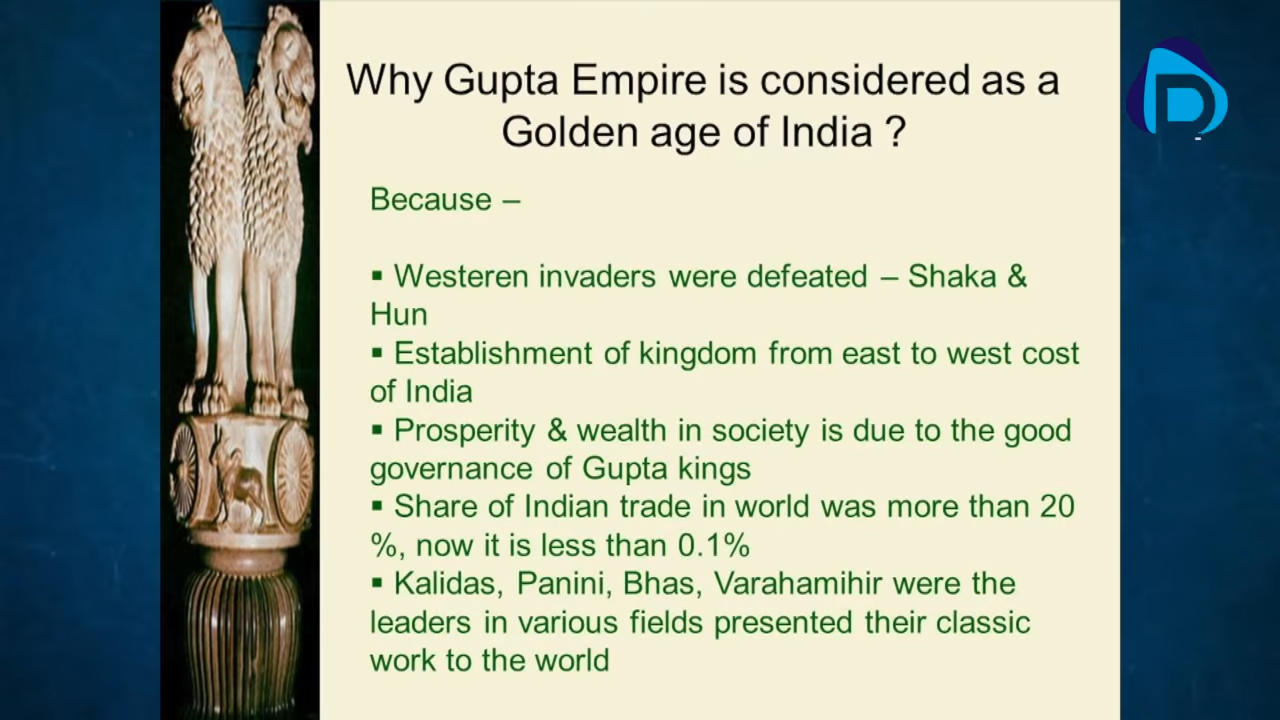 Why Gupta Empire is considered as a
Golden age of India ?
Because –
▪ Westeren invaders were defeated – Shaka &
Hun
▪ Establishment of kingdom from east to west cost
of India
▪ Prosperity & wealth in society is due to the good
governance of Gupta kings
▪ Share of Indian trade in world was more than 20
%, now it is less than 0.1%
▪ Kalidas, Panini, Bhas, Varahamihir were the
leaders in various fields presented their classic
work to the world